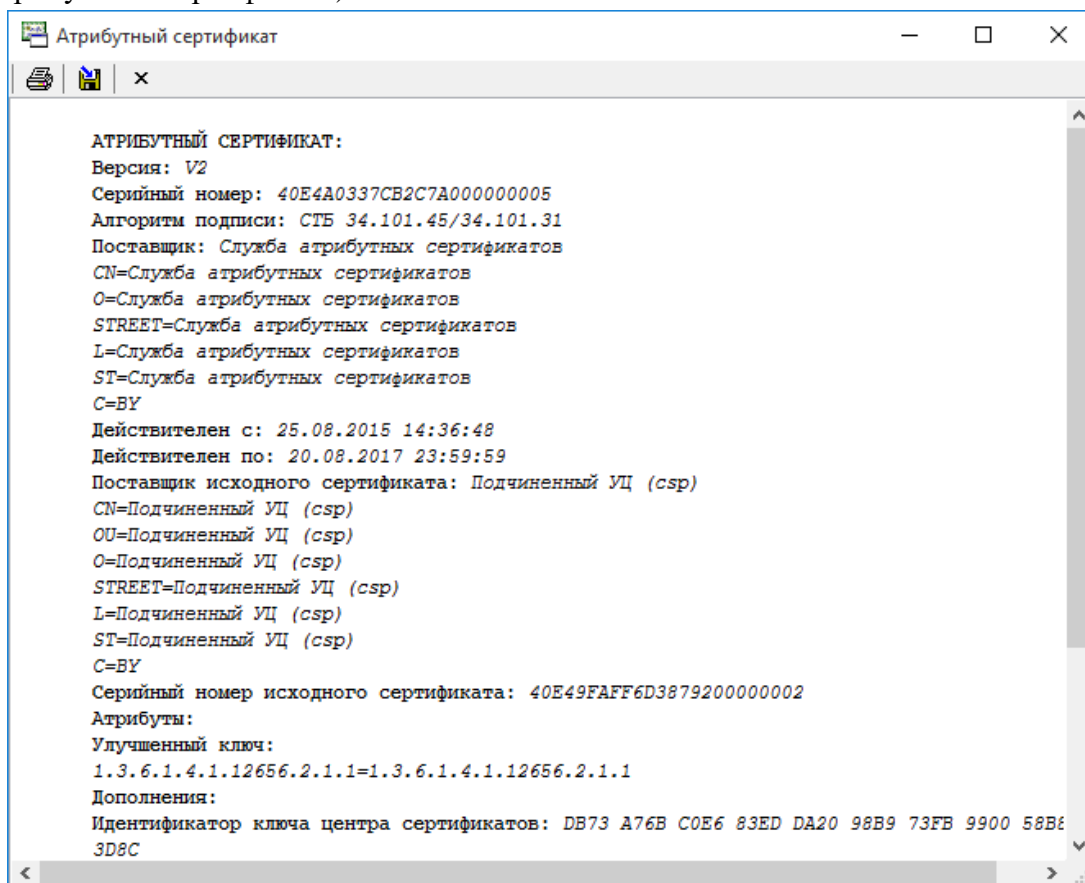 Атрибутный сертификат
АТРИБУТНЫЙ СЕРТИФИКАТ:
Версия: V2
Серийный номер: 40E4A0337CB2C7A000000005
Алгоритм подписи: СТБ 34.101.45/34.101.31
Поставщик: Служба атрибутных сертификатов
CN=Служба атрибутных сертификатов
O=Служба атрибутных сертификатов
STREET=Служба атрибутных сертификатов
L=Служба атрибутных сертификатов
ST=Служба атрибутных сертификатов
C=BY
Действителен с: 25.08.2015 14:36:48
Действителен по: 20.08.2017 23:59:59
Поставщик исходного сертификата: Подчиненный УЦ (csp)
CN=Подчиненный УЦ (csp)
OU=Подчиненный УЦ (csp)
O=Подчиненный УЦ (csp)
STREET=Подчиненный УЦ (csp)
L=Подчиненный УЦ (csp)
ST=Подчиненный УЦ (csp)
C=BY
Серийный номер исходного сертификата: 40E49FAFF6D3879200000002
Атрибуты:
Улучшенный ключ:
1.3.6.1.4.1.12656.2.1.1=1.3.6.1.4.1.12656.2.1.1
Дополнения:
Идентификатор ключа центра сертификатов: DB73 A76B C0E6 83ED DA20 98B9 73FB 9900
3D8C